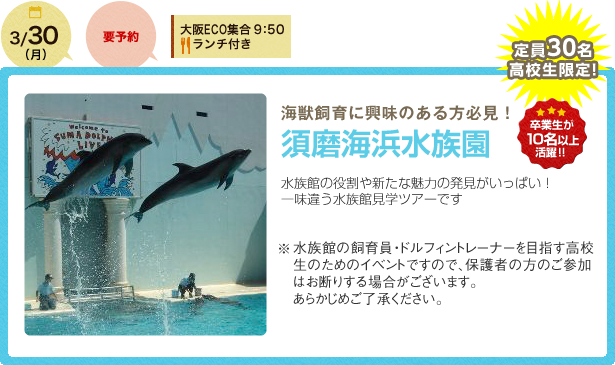 3/30
(月)
要予約
大阪ECO集合 9:50
ランチ付き
定員30名
高校生限定!
Welcome to
SUMA DOLPHIN
LIVE
海獣飼育に興味のある方必見！
須磨海浜水族園
卒業生が
10名以上
活躍!!
水族館の役割や新たな魅力の発見がいっぱい！
一味違う水族館見学ツアーです
※ 水族館の飼育員・ドルフィントレーナーを目指す高校
生のためのイベントですので、保護者の方のご参加
はお断りする場合がございます。
あらかじめご了承ください。